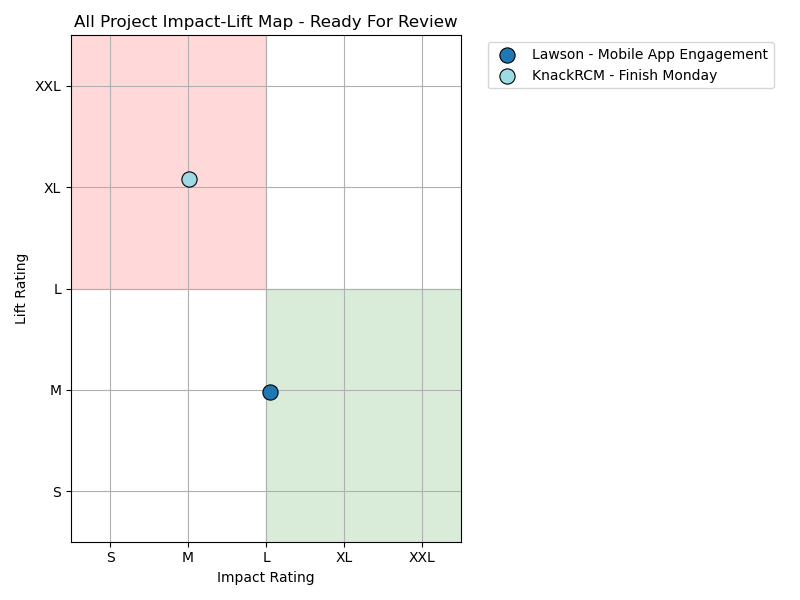 All Project Impact-Lift Map - Ready For Review
Lawson - Mobile App Engagement
KnackRCM - Finish Monday
XXL
XL
L
M
S
Lift Rating
S
M
L
XL
XXL
Impact Rating